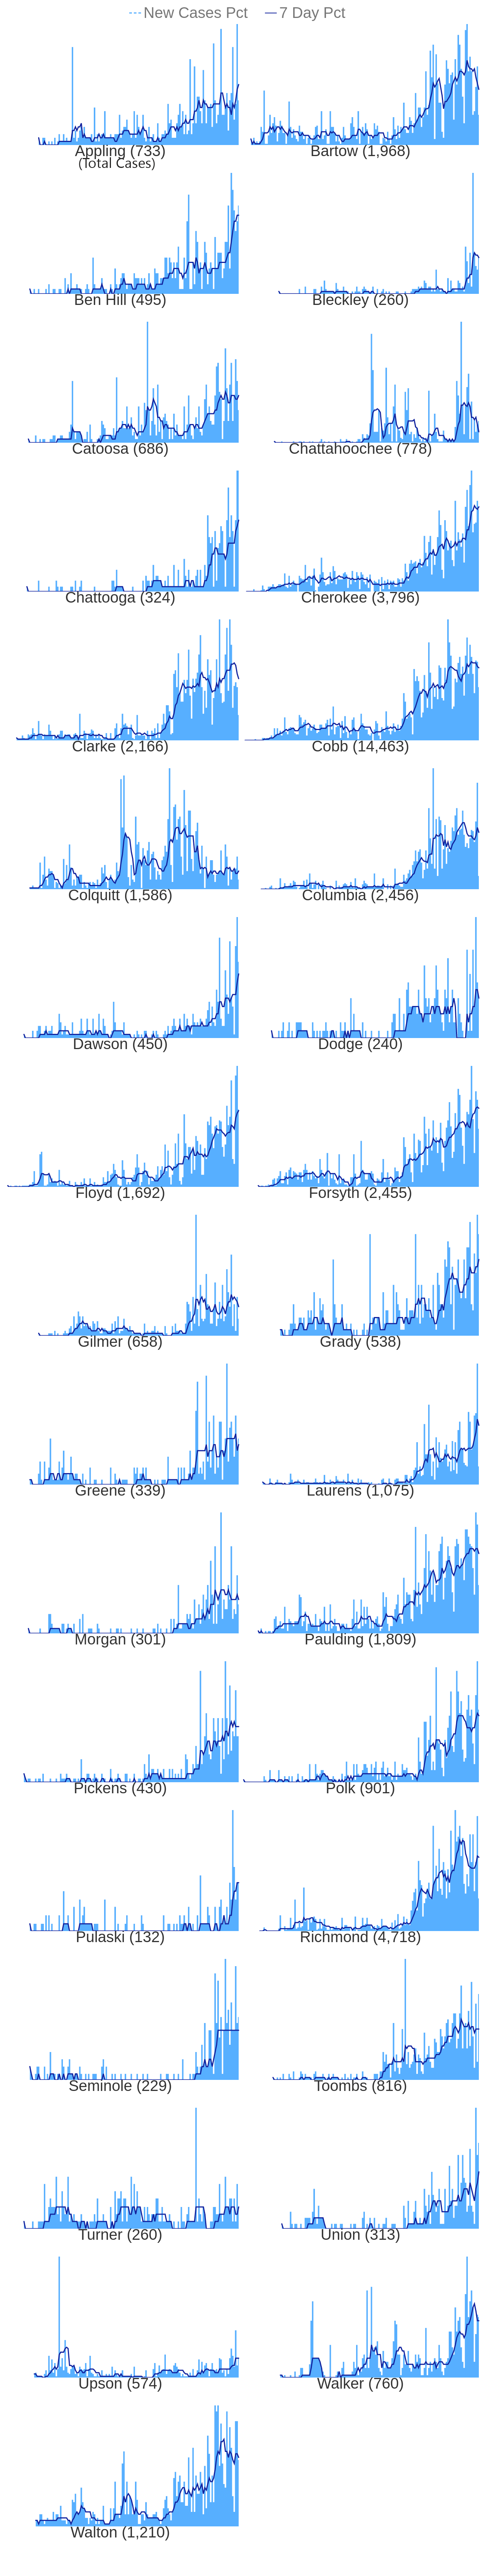 New Cases Pct 7 Day Pct
Appling (733) Bartow (1,968)
(Total Cases)
Ben Hill (495) Bleckley (260)
Catoosa (686) Chattahoochee (778)
Chattooga (324) Cherokee (3,796)
Clarke (2,166) Cobb (14,463)
Colquitt (1,586) Columbia (2,456)
Dawson (450) Dodge (240)
Floyd (1,692) Forsyth (2,455)
Gilmer (658) Grady (538)
Greene (339) Laurens (1,075)
Morgan (301) Paulding (1,809)
Pickens (430) Polk (901)
Pulaski (132) Richmond (4,718)
Seminole (229) Toombs (816)
Turner (260) Union (313)
Upson (574) Walker (760)
Walton (1,210)